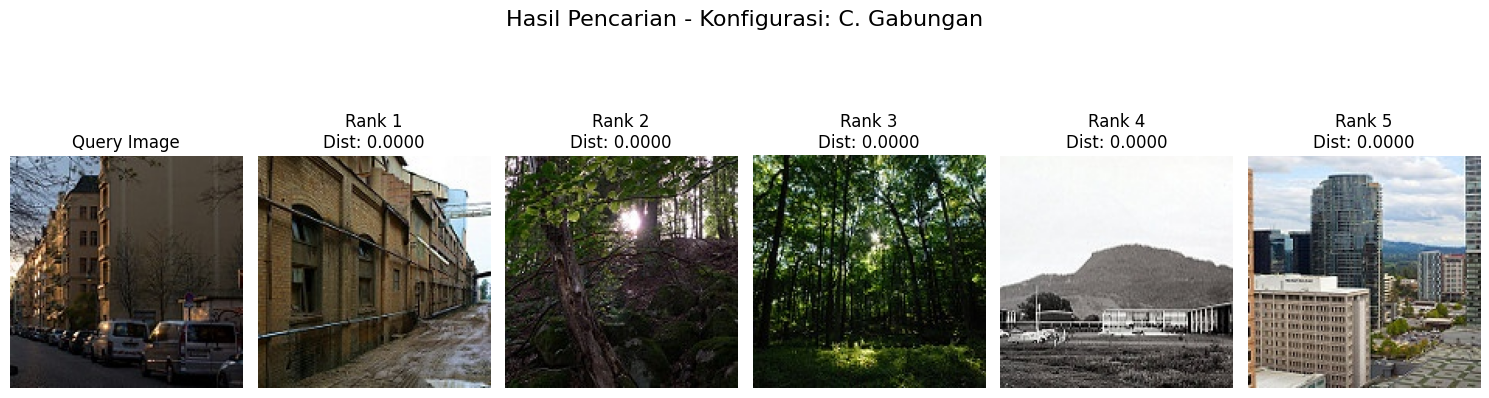 Hasil Pencarian - Konfigurasi: C. Gabungan
Query Image
Rank 1
Dist: 0.0000
Rank 2
Dist: 0.0000
Rank 3
Dist: 0.0000
Rank 4
Dist: 0.0000
Rank 5
Dist: 0.0000